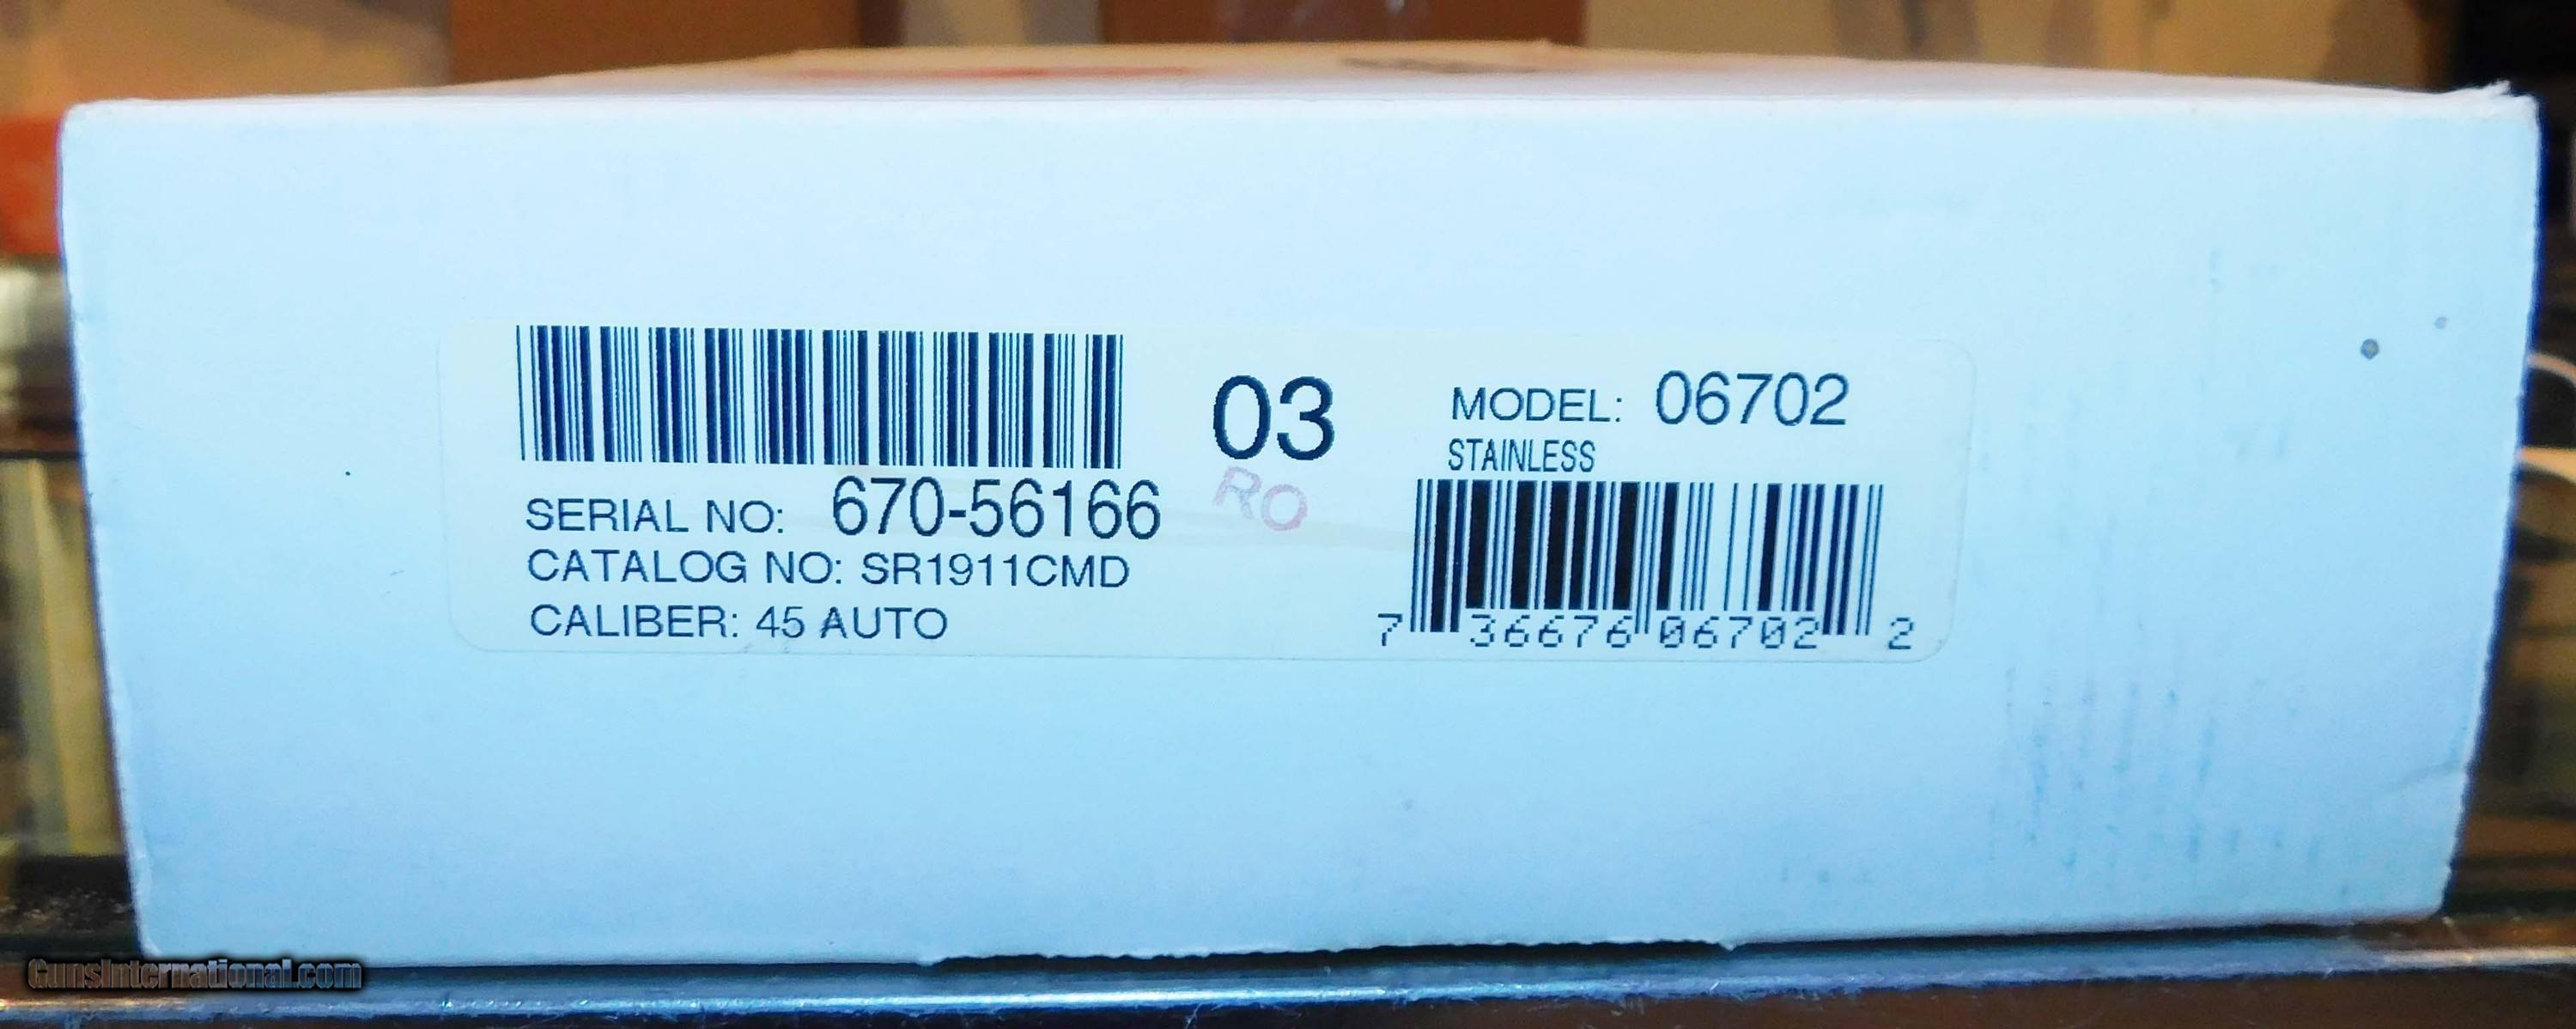 03
MODEL: 06702
STAINLESS
SERIAL NO: 670-56166
RO
CATALOG NO: SR1911CMD
CALIBER: 45 AUTO
7 36676 06702 2
GunsInternational.com